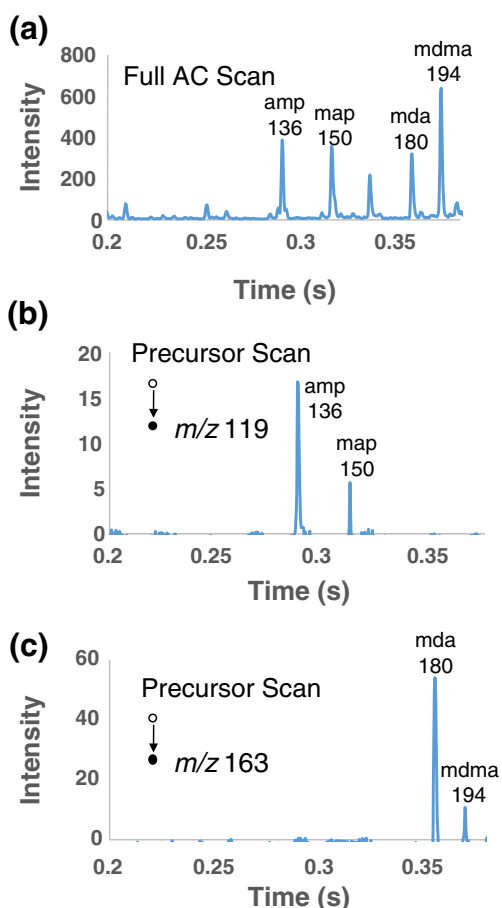 (a)
Full AC Scan
Intensity
800
600
400
200
0
amp
136
map
150
mda
180
mdma
194
0.2
0.25
0.3
0.35
Time (s)
(b)
Precursor Scan
m/z 119
Intensity
20
15
10
5
0
amp
136
map
150
0.2
0.25
0.3
0.35
Time (s)
(c)
Precursor Scan
m/z 163
Intensity
60
40
20
0
mda
180
mdma
194
0.2
0.25
0.3
0.35
Time (s)